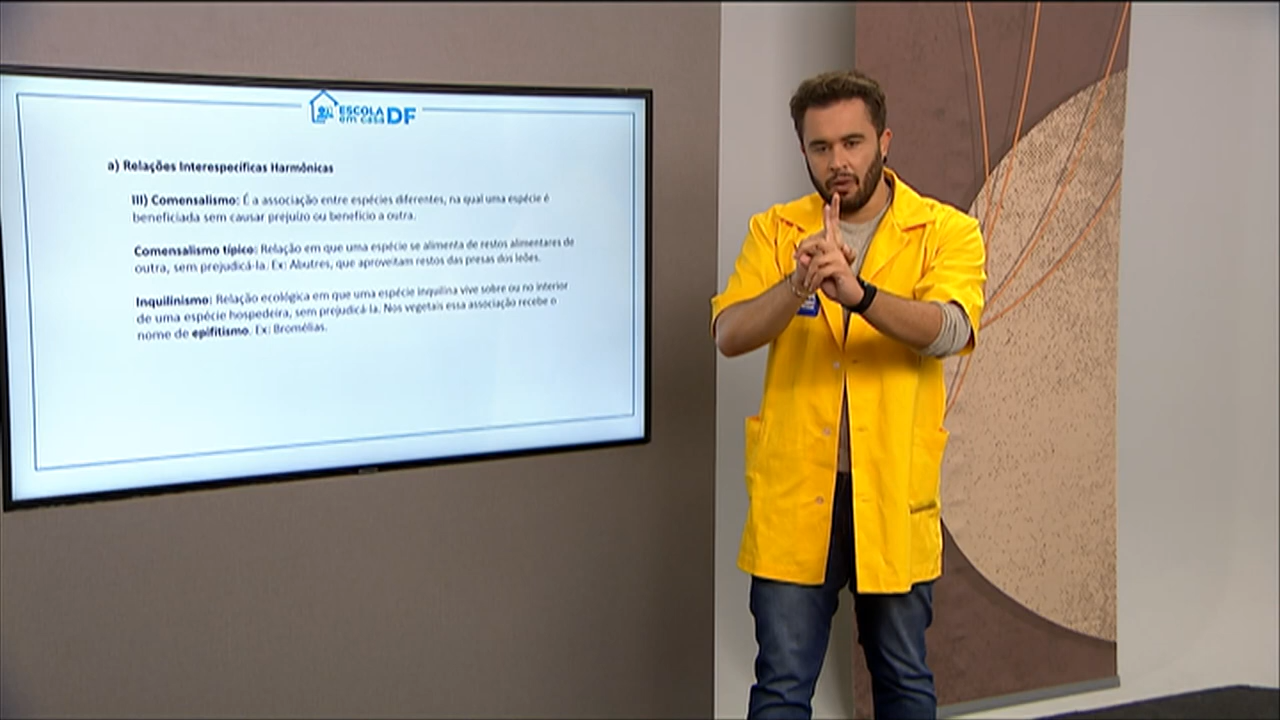 ESCOLA
em casa DF
a) Relações Interespecíficas Harmônicas
III) Comensalismo: É a associação entre espécies diferentes, na qual uma espécie é
beneficiada sem causar prejuízo ou benefício a outra.
Comensalismo típico: Relação em que uma espécie se alimenta de restos alimentares de
outra, sem prejudicá-la. Ex: Abutres, que aproveitam restos das presas dos leões.
Inquilinismo: Relação ecológica em que uma espécie inquilina vive sobre ou no interior
de uma espécie hospedeira, sem prejudicá-la. Nos vegetais essa associação recebe o
nome de epifitismo. Ex: Bromélias.